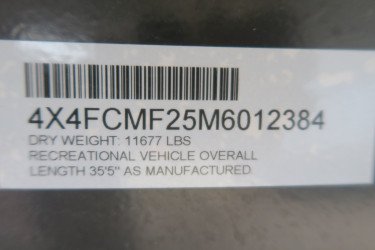 4X4FCMF25M6012384
DRY WEIGHT: 11677 LBS
RECREATIONAL VEHICLE OVERALL
LENGTH 35'5" AS MANUFACTURED